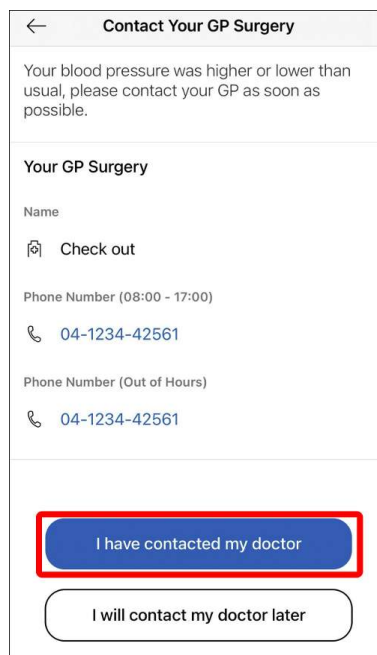 Contact Your GP Surgery
Your blood pressure was higher or lower than
usual, please contact your GP as soon as
possible.
Your GP Surgery
Name
Check out
Phone Number (08:00 - 17:00)
04-1234-42561
Phone Number (Out of Hours)
04-1234-42561
I have contacted my doctor
I will contact my doctor later